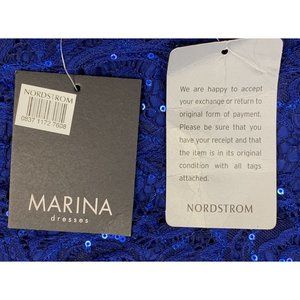 NORDSTROM
0837 1172 7608
MARINA
dresses
We are happy to accept
your exchange or return to
original form of payment.
Please be sure that you
have your receipt and that
the item is in its original
condition with all tags
attached.
NORDSTROM